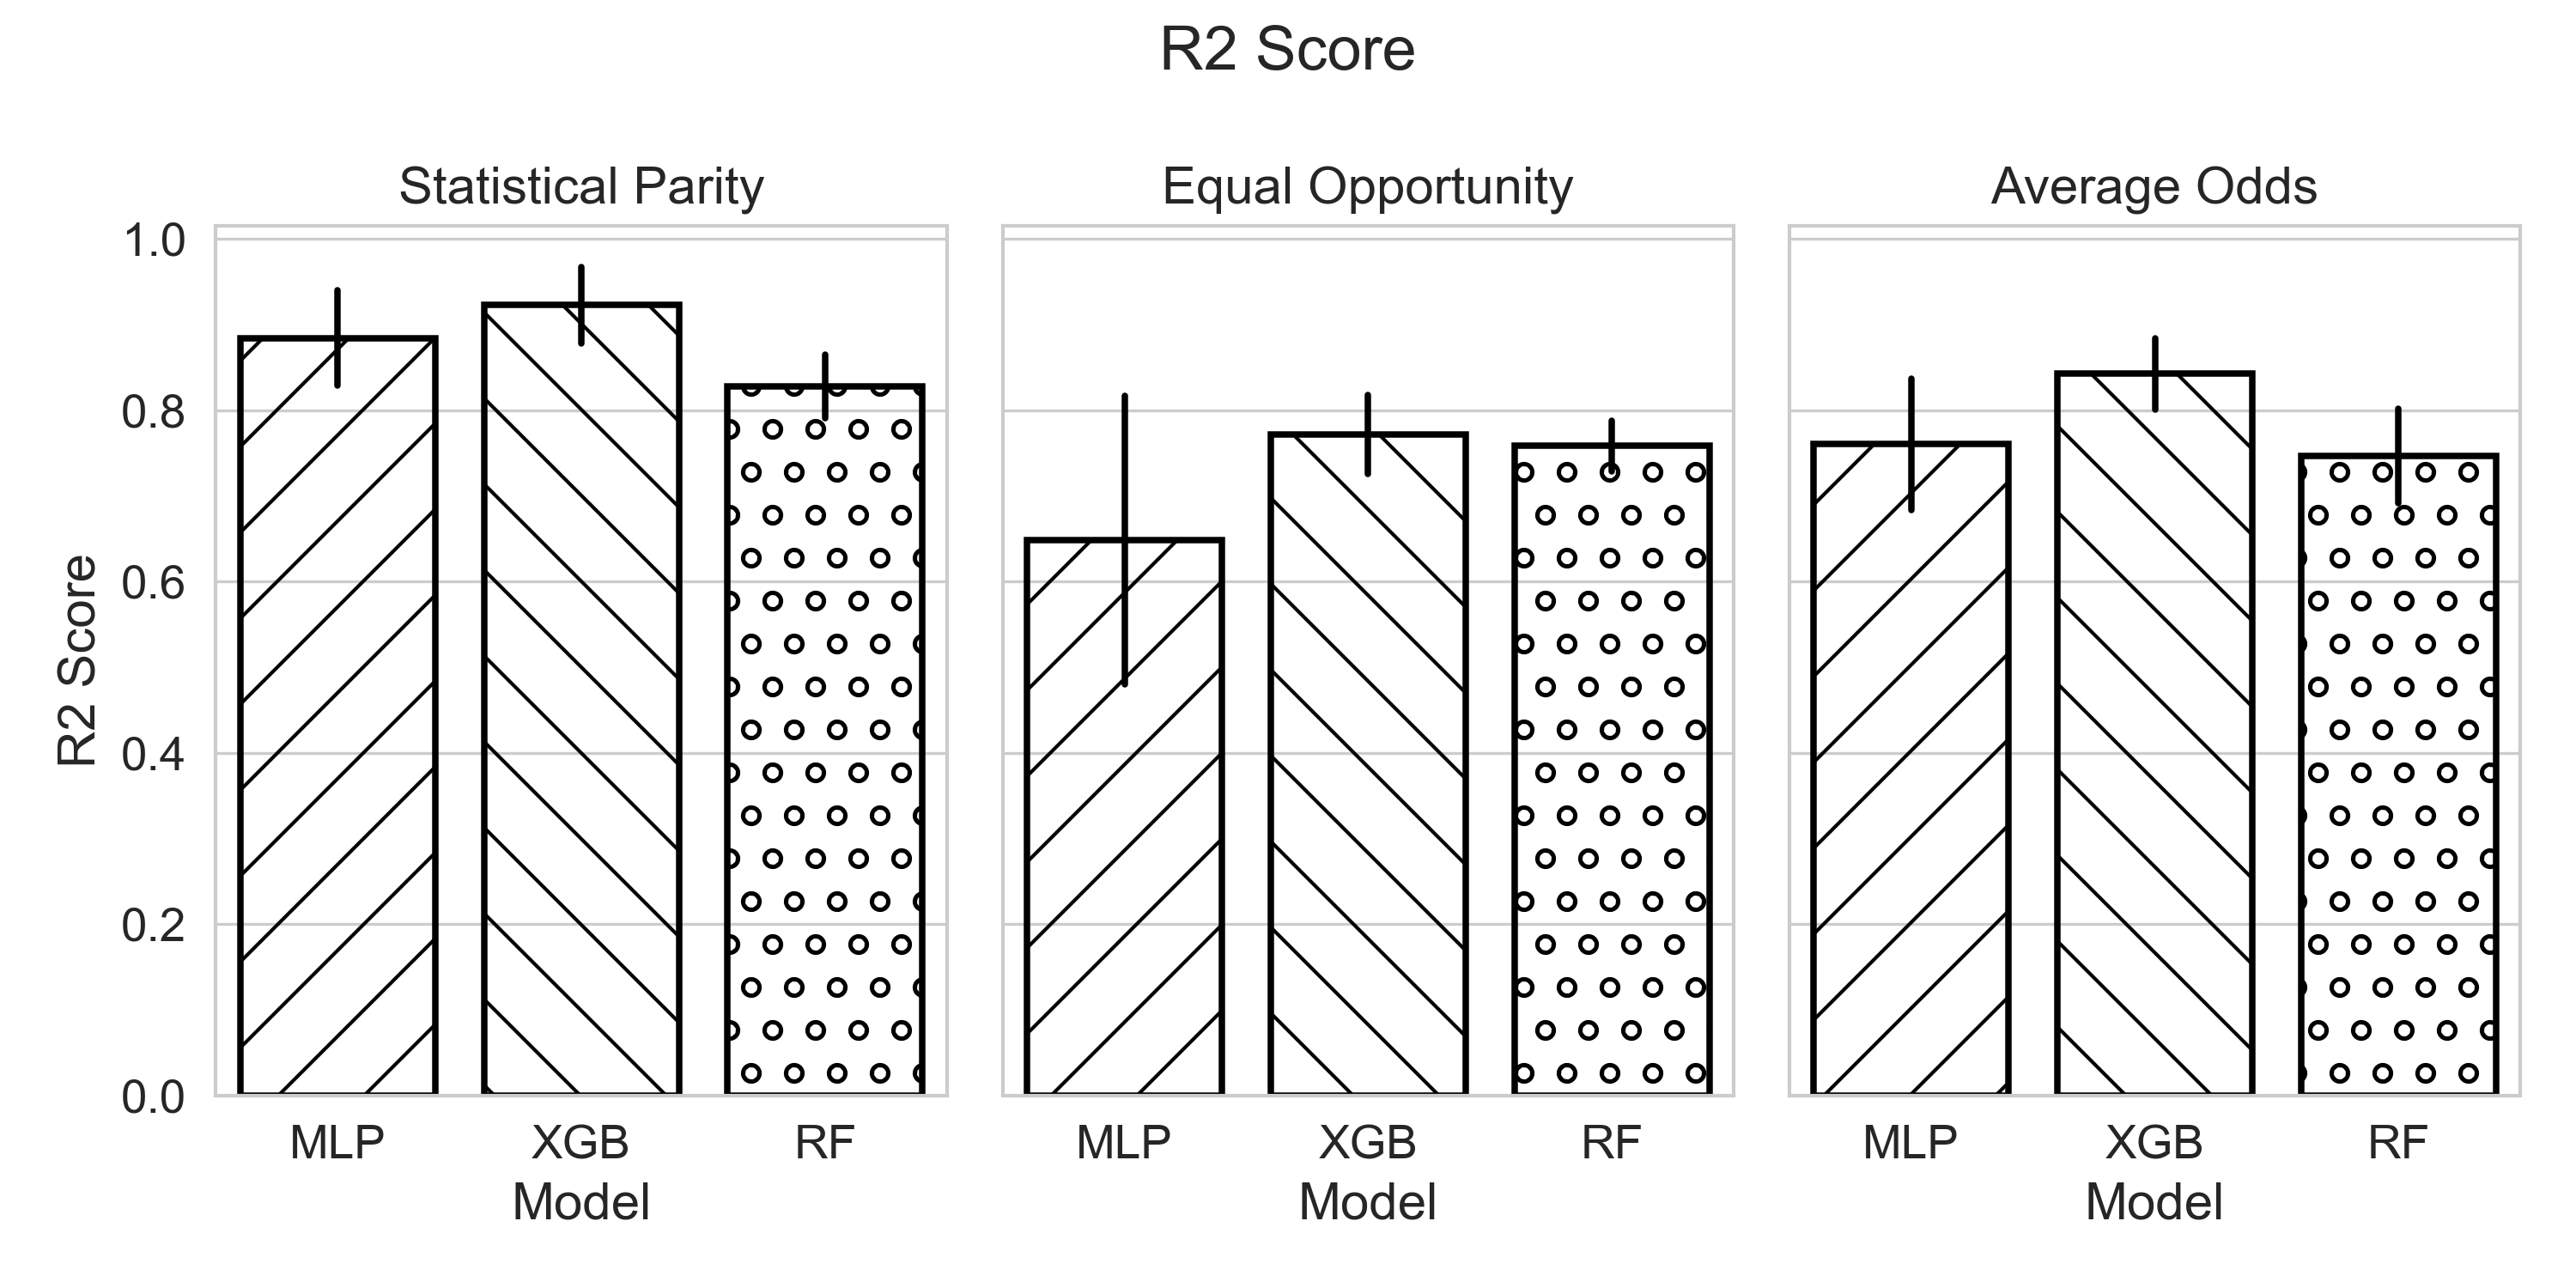 R2 Score
Statistical Parity
Equal Opportunity
Average Odds
R2 Score
1.0
0.8
0.6
0.4
0.2
0.0
MLP XGB RF
MLP XGB RF
MLP XGB RF
Model
Model
Model